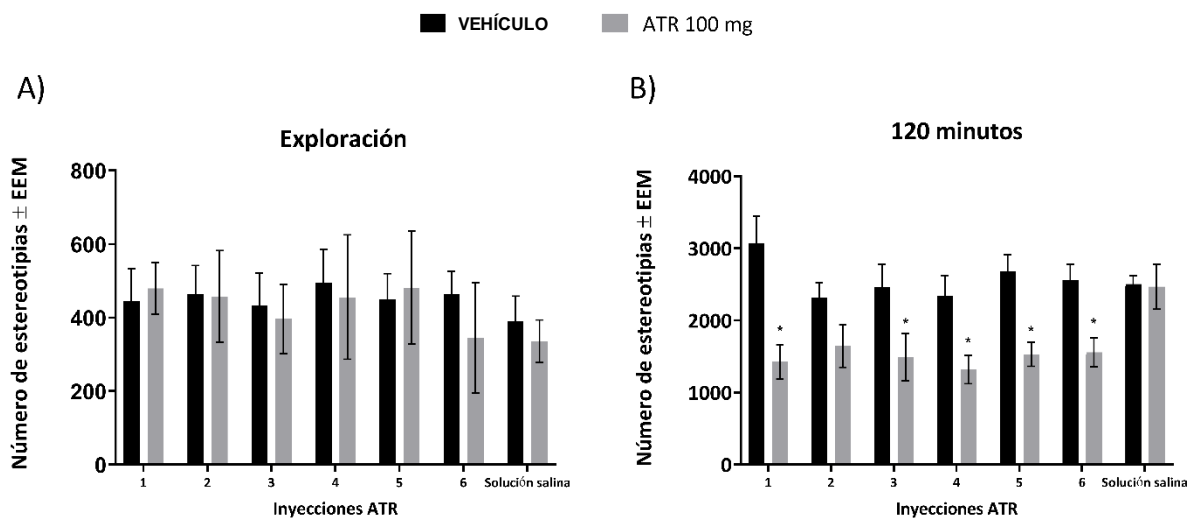 VEHÍCULO ATR 100 mg
A)
Exploración
Número de estereotipias ± EEM
800
600
400
200
0
1 2 3 4 5 6 Solución salina
Inyecciones ATR
B)
120 minutos
Número de estereotipias ± EEM
4000
3000
2000
1000
0
* * * * *
1 2 3 4 5 6 Solución salina
Inyecciones ATR